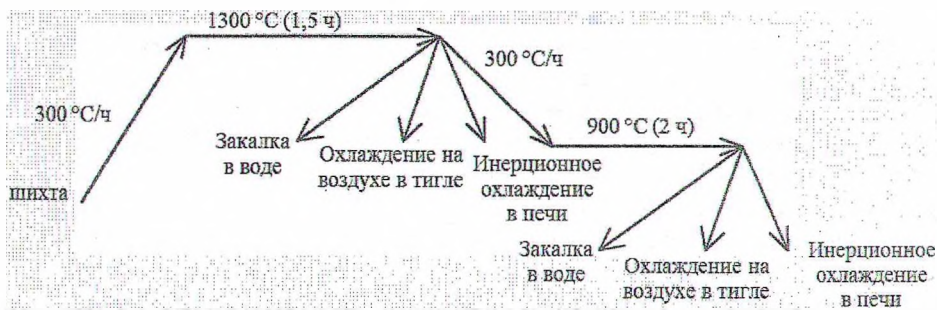 1300 °C (1,5 ч)
300 °C/ч
300 °C/ч
900 °C (2 ч)
Закалка
в воде
Охлаждение на
воздухе в тигле
Инерционное
охлаждение
в печи
шихта
Закалка
в воде
Охлаждение на
воздухе в тигле
Инерционное
охлаждение
в печи